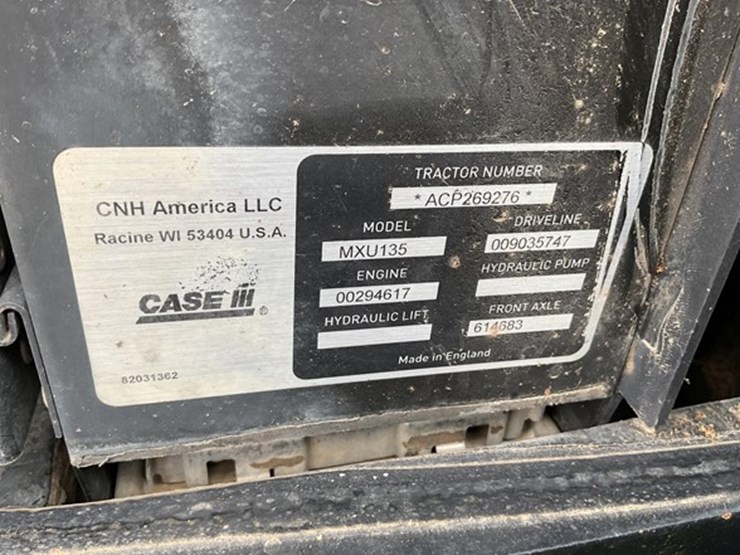 CNH America LLC
Racine WI 53404 U.S.A.
CASE III
®
82031362
TRACTOR NUMBER
* ACP269276 *
MODEL
MXU135
DRIVELINE
009035747
ENGINE
00294617
HYDRAULIC PUMP
HYDRAULIC LIFT
FRONT AXLE
614683
Made in England